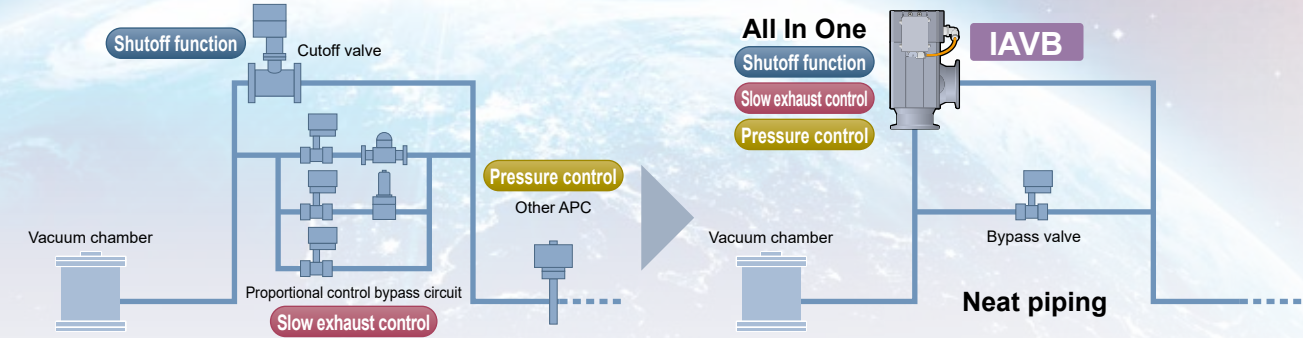 Shutoff function
Cutoff valve
Pressure control
Other APC
Vacuum chamber
Proportional control bypass circuit
Slow exhaust control
All In One
Shutoff function
Slow exhaust control
Pressure control
IAVB
Vacuum chamber
Bypass valve
Neat piping